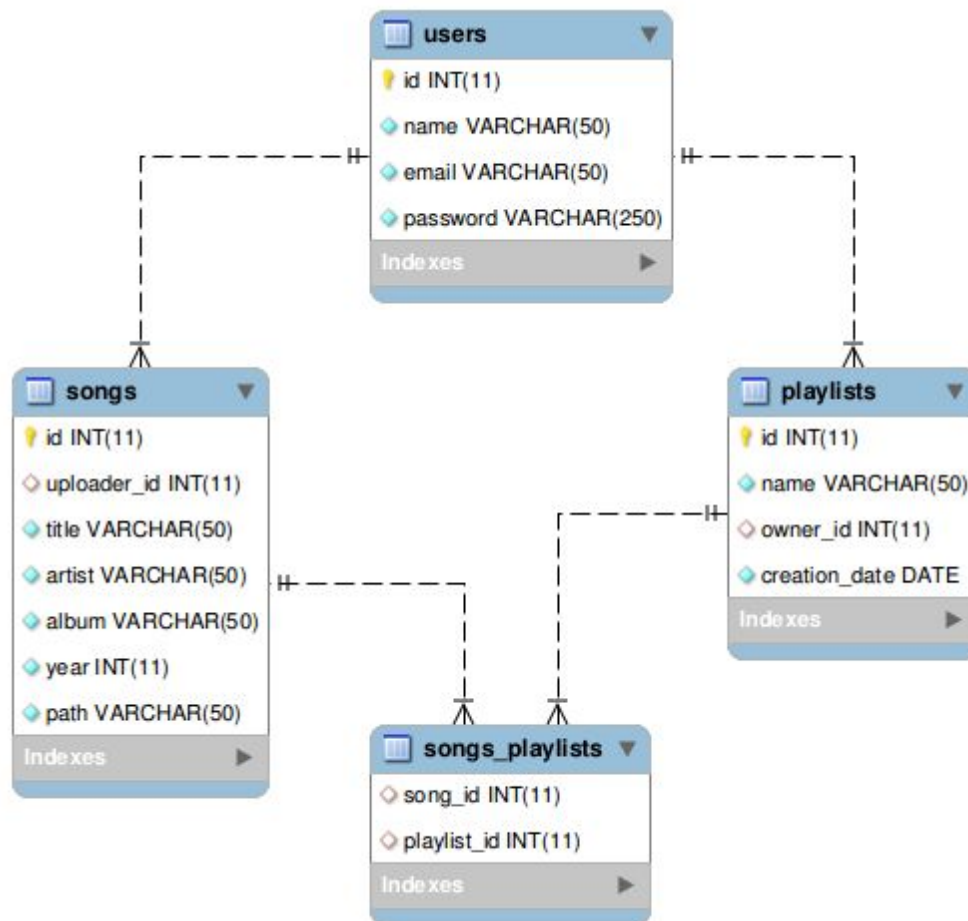 users
id INT(11)
name VARCHAR(50)
email VARCHAR(50)
password VARCHAR(250)
Indexes
songs
id INT(11)
uploader_id INT(11)
title VARCHAR(50)
artist VARCHAR(50)
album VARCHAR(50)
year INT(11)
path VARCHAR(50)
Indexes
playlists
id INT(11)
name VARCHAR(50)
owner_id INT(11)
creation_date DATE
Indexes
songs_playlists
song_id INT(11)
playlist_id INT(11)
Indexes